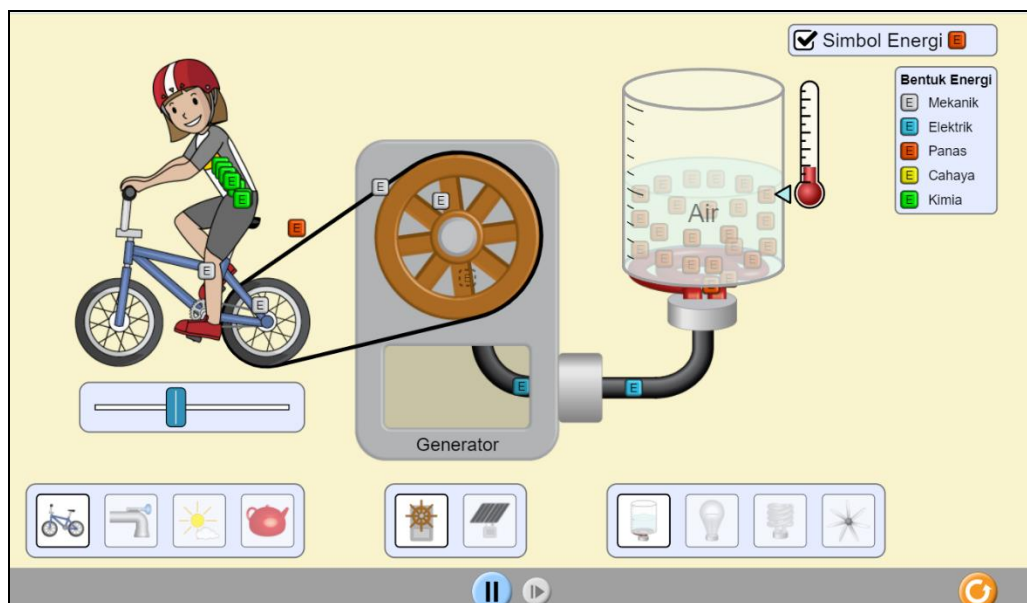 Simbol Energi E
Bentuk Energi
E Mekanik
E Elektrik
E Panas
E Cahaya
E Kimia
Air
Generator